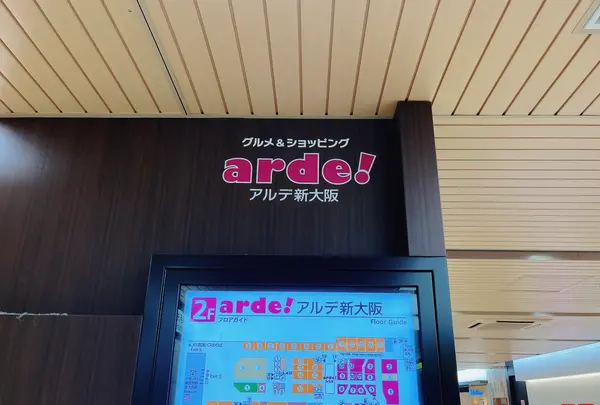 グルメ&ショッピング
arde!
アルデ新大阪
2F arde! アルデ新大阪
フロアガイド
Floor Guide